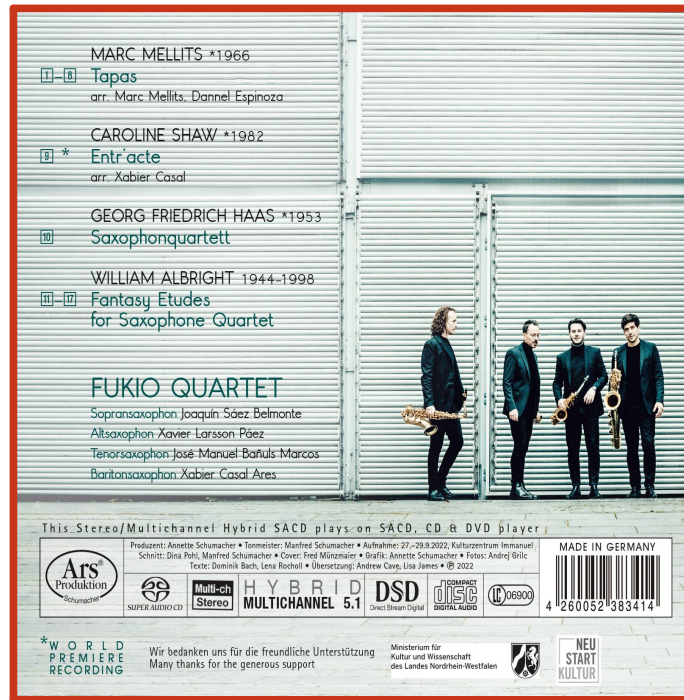 MARC MELLITS *1966
1–8 Tapas
arr. Marc Mellits, Dannel Espinoza
CAROLINE SHAW *1982
9 * Entr'acte
arr. Xabier Casal
GEORG FRIEDRICH HAAS *1953
10 Saxophonquartett
WILLIAM ALBRIGHT 1944–1998
11–17 Fantasy Etudes
for Saxophone Quartet
FUKIO QUARTET
Sopransaxophon Joaquín Sáez Belmonte
Altsaxophon Xavier Larsson Páez
Tenorsaxophon José Manuel Bañuls Marcos
Baritonsaxophon Xabier Casal Ares
This Stereo/Multichannel Hybrid SACD plays on SACD, CD & DVD player
Ars
Produktion
Schumacher
Produzent: Annette Schumacher • Tonmeister: Manfred Schumacher • Aufnahme: 27.–29.9.2022, Kulturzentrum Immanuel
Schnitt: Dina Pohl, Manfred Schumacher • Cover: Fred Münzmaier • Grafik: Annette Schumacher • Fotos: Andrej Grilc
Texte: Dominik Bach, Lena Rocholl • Übersetzung: Andrew Cave, Lisa James • ℗ 2022
SUPER AUDIO CD
Multi-ch
Stereo
HYBRID
MULTICHANNEL 5.1
DSD
Direct Stream Digital
COMPACT
disc
DIGITAL AUDIO
LC 06900
MADE IN GERMANY
4 260052 383414
*WORLD
PREMIERE
RECORDING
Wir bedanken uns für die freundliche Unterstützung
Many thanks for the generous support
Ministerium für
Kultur und Wissenschaft
des Landes Nordrhein-Westfalen
NEU
START
KULTUR